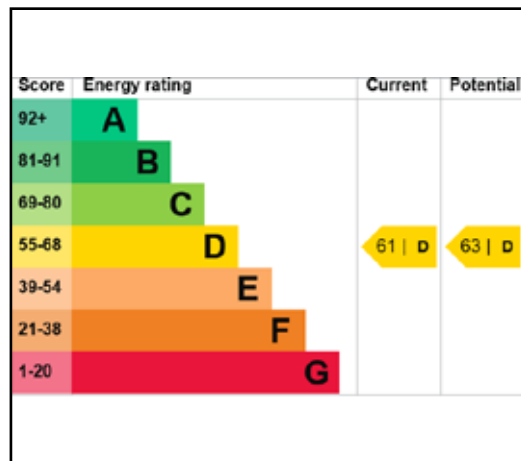 Score Energy rating Current Potential
92+ A
81-91 B
69-80 C
55-68 D 61 | D 63 | D
39-54 E
21-38 F
1-20 G